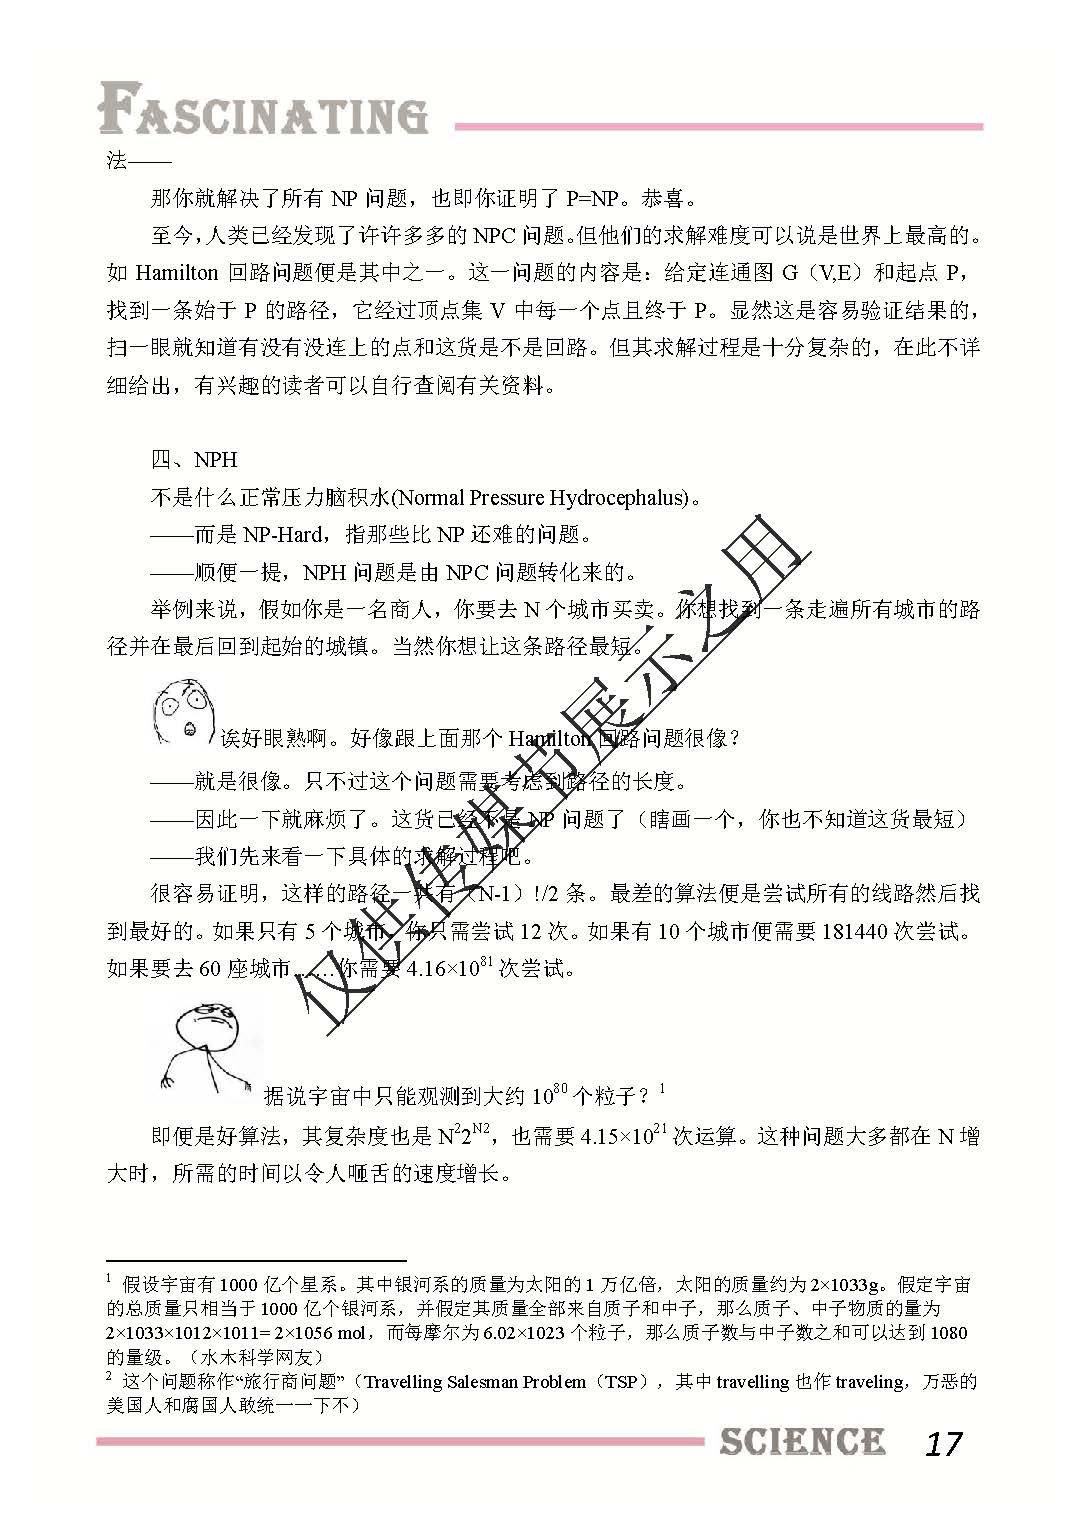 FASCINATING
法——
那你就解决了所有 NP 问题，也即你证明了 P=NP。恭喜。
至今，人类已经发现了许许多多的 NPC 问题。但他们的求解难度可以说是世界上最高的。
如 Hamilton 回路问题便是其中之一。这一问题的内容是：给定连通图 G（V,E）和起点 P，
找到一条始于 P 的路径，它经过顶点集 V 中每一个点且终于 P。显然这是容易验证结果的，
扫一眼就知道有没有没连上的点和这货是不是回路。但其求解过程是十分复杂的，在此不详
细给出，有兴趣的读者可以自行查阅有关资料。
四、NPH
不是什么正常压力脑积水(Normal Pressure Hydrocephalus)。
——而是 NP-Hard，指那些比 NP 还难的问题。
——顺便一提，NPH 问题是由 NPC 问题转化来的。
举例来说，假如你是一名商人，你要去 N 个城市买卖。你想找到一条走遍所有城市的路
径并在最后回到起始的城镇。当然你想让这条路径最短。
诶好眼熟啊。好像跟上面那个 Hamilton 回路问题很像？
——就是很像。只不过这个问题需要考虑到路径的长度。
——因此一下就麻烦了。这货已经不是 NP 问题了（瞎画一个，你也不知道这货最短）
——我们先来看一下具体的求解过程吧。
很容易证明，这样的路径一共有（N-1）!/2 条。最差的算法便是尝试所有的线路然后找
到最好的。如果只有 5 个城市，你只需尝试 12 次。如果有 10 个城市便需要 181440 次尝试。
如果要去 60 座城市……你需要 4.16×10⁸¹ 次尝试。
据说宇宙中只能观测到大约 10⁸⁰ 个粒子？¹
即便是好算法，其复杂度也是 N²2ᴺ²，也需要 4.15×10²¹ 次运算。这种问题大多都在 N 增
大时，所需的时间以令人咂舌的速度增长。
¹ 假设宇宙有 1000 亿个星系。其中银河系的质量为太阳的 1 万亿倍，太阳的质量约为 2×1033g。假定宇宙
的总质量只相当于 1000 亿个银河系，并假定其质量全部来自质子和中子，那么质子、中子物质的量为
2×1033×1012×1011= 2×1056 mol，而每摩尔为 6.02×1023 个粒子，那么质子数与中子数之和可以达到 1080
的量级。（水木科学网友）
² 这个问题称作“旅行商问题”（Travelling Salesman Problem（TSP），其中 travelling 也作 traveling，万恶的
美国人和腐国人敢统一一下不）
SCIENCE 17
仅供传媒节展示之用